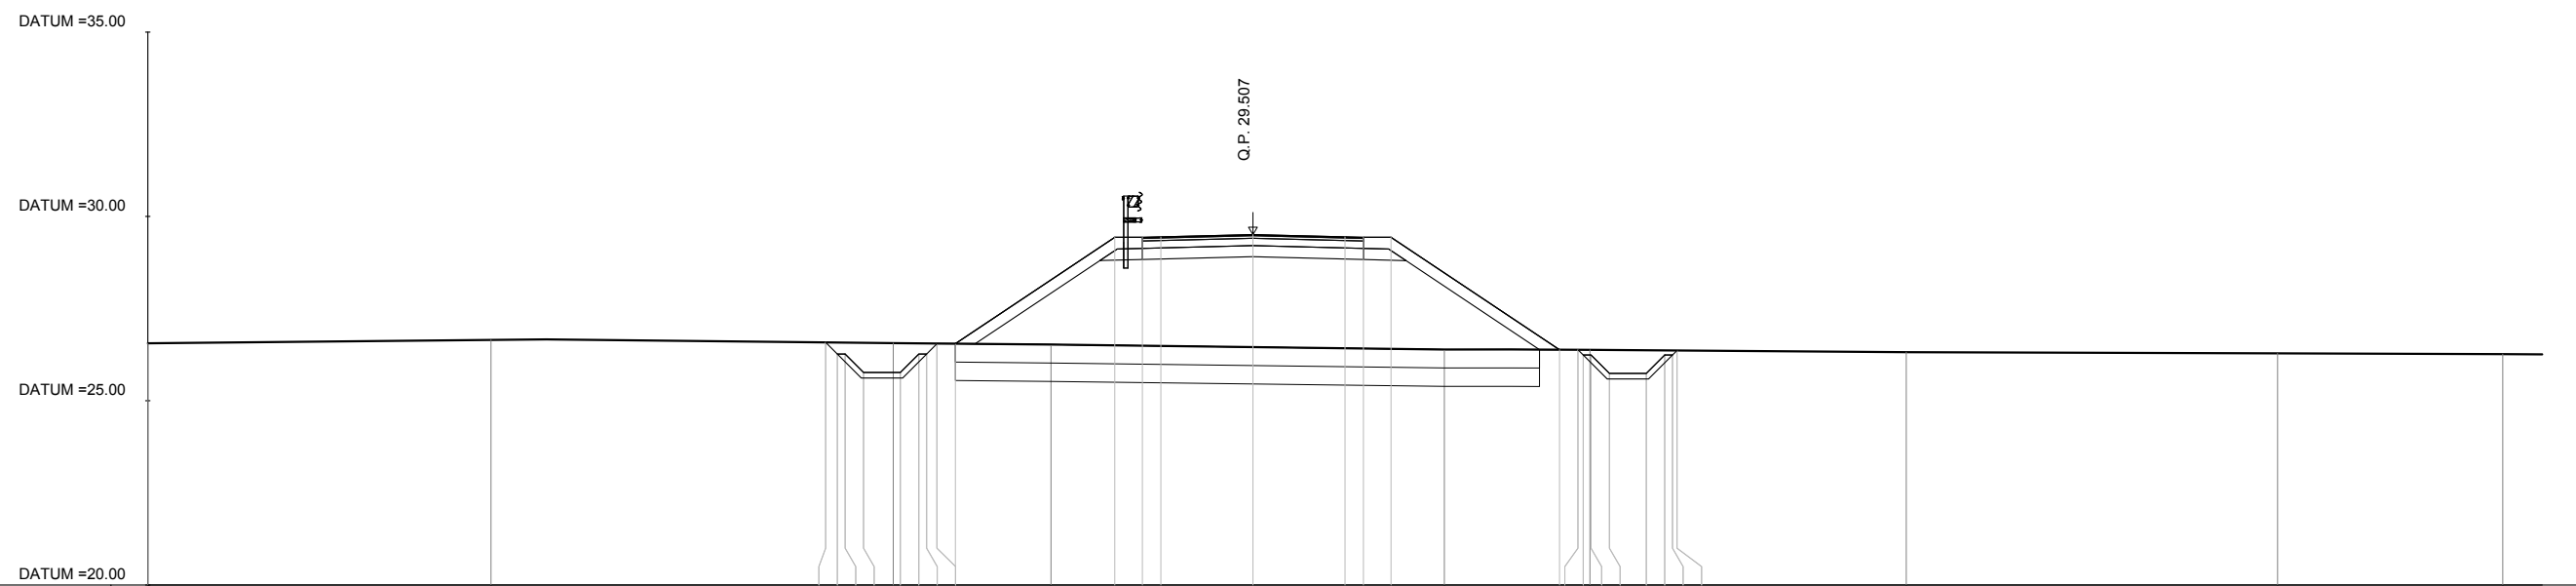 DATUM =35.00
Q.P. 29.507
DATUM =30.00
DATUM =25.00
DATUM =20.00